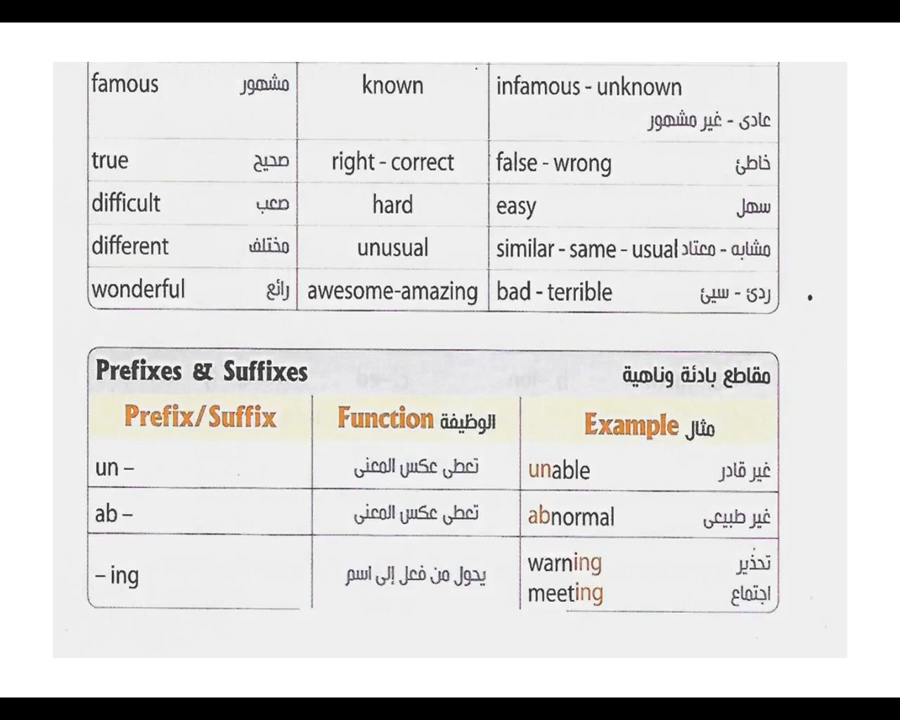 famous مشهور known infamous - unknown
عادى - غير مشهور
true صحيح right - correct false - wrong خاطئ
difficult صعب hard easy سهل
different مختلف unusual similar - same - usual مشابه - معتاد
wonderful رائع awesome-amazing bad - terrible ردئ - سيئ
Prefixes & Suffixes مقاطع بادئة وناهية
Prefix/Suffix Function الوظيفة Example مثال
un – تعطى عكس المعنى unable غير قادر
ab – تعطى عكس المعنى abnormal غير طبيعى
– ing يحول من فعل إلى اسم warning تحذير
meeting اجتماع